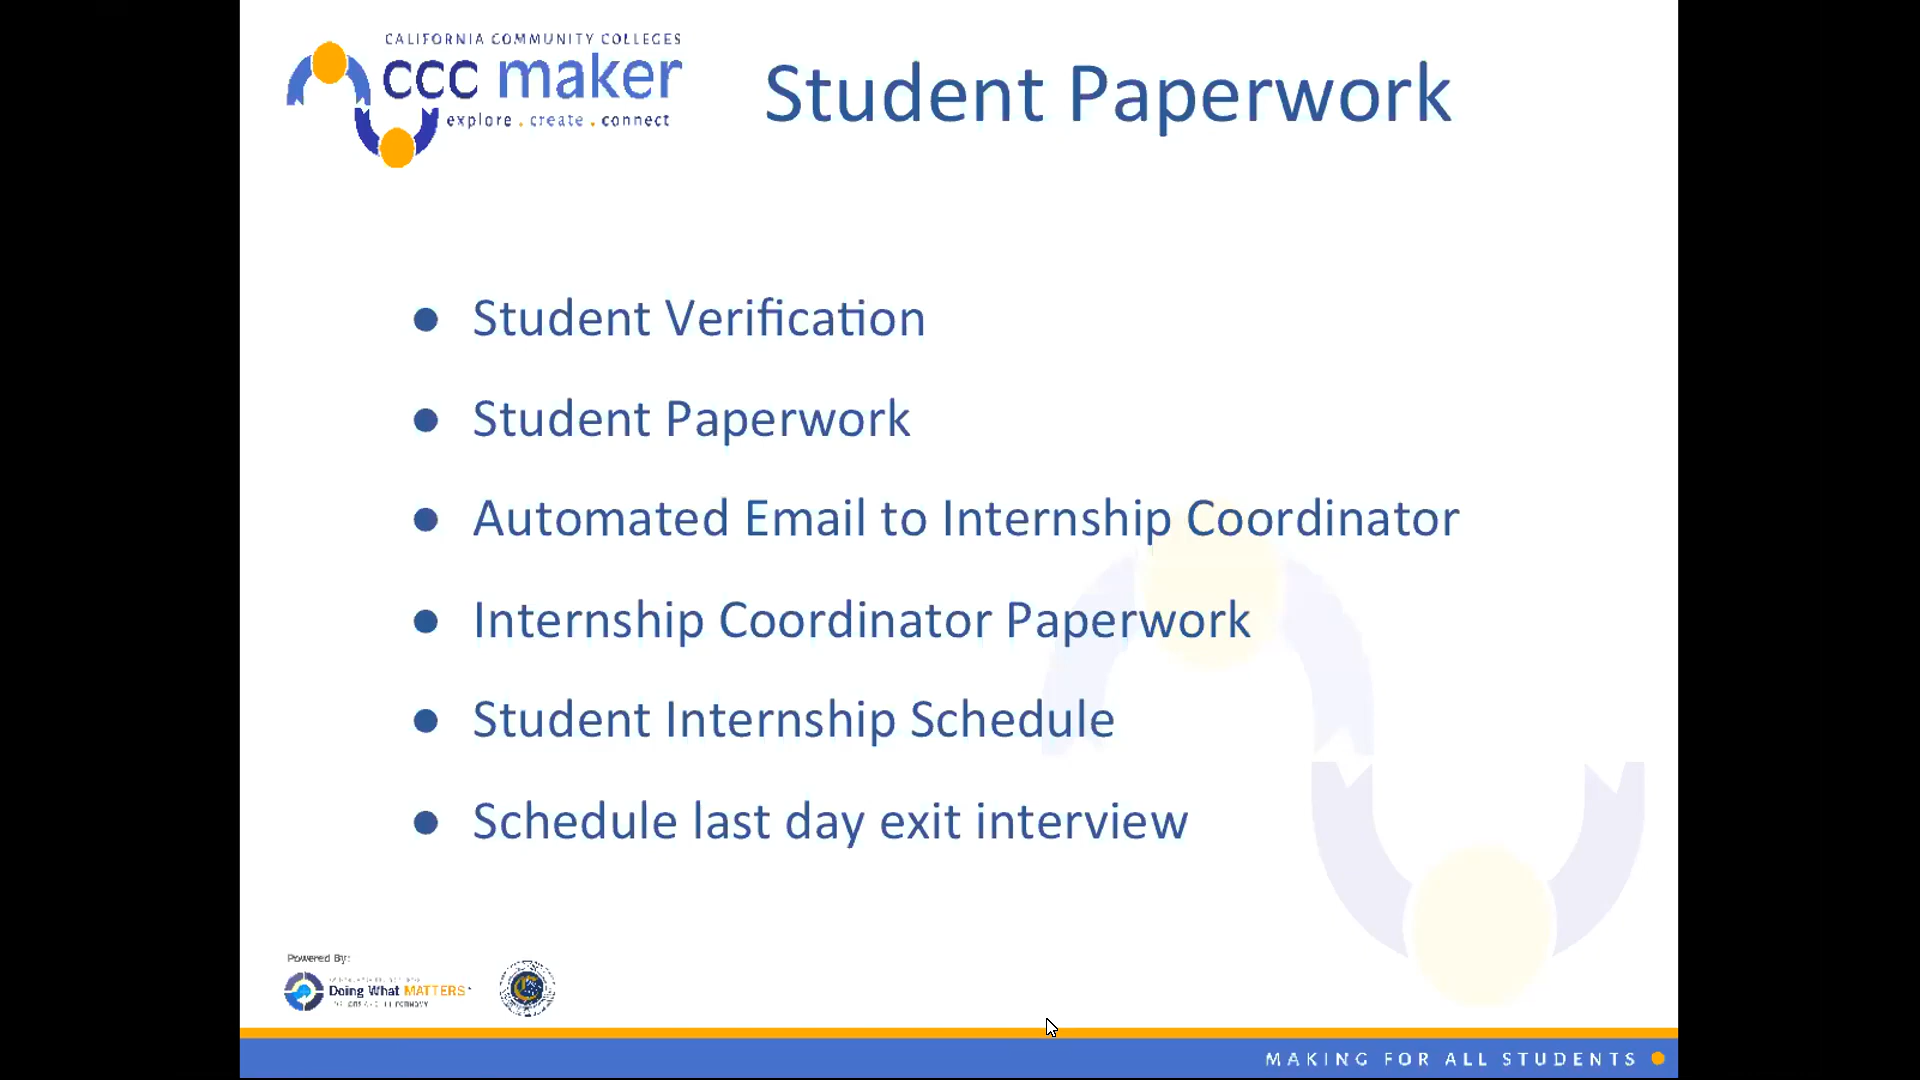 CALIFORNIA COMMUNITY COLLEGES
ccc maker
explore . create . connect
Student Paperwork
● Student Verification
● Student Paperwork
● Automated Email to Internship Coordinator
● Internship Coordinator Paperwork
● Student Internship Schedule
● Schedule last day exit interview
Powered By:
Doing What MATTERS
MAKING FOR ALL STUDENTS